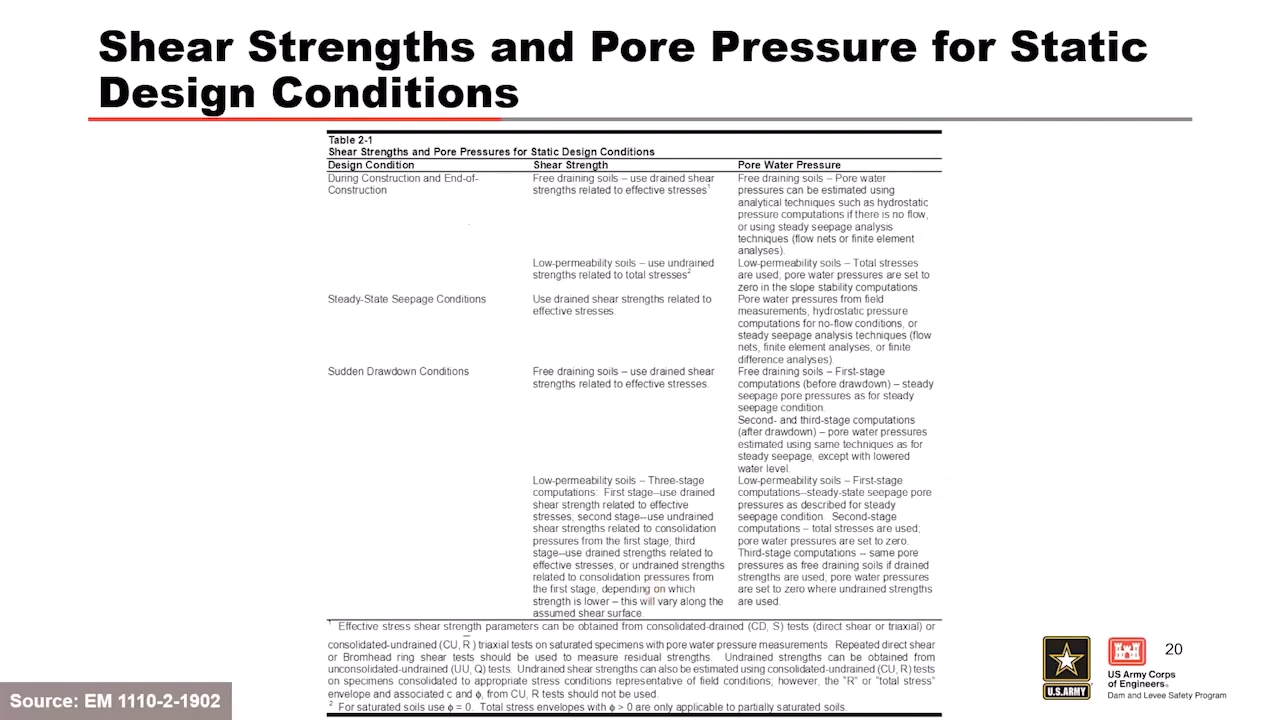 Shear Strengths and Pore Pressure for Static
Design Conditions
Table 2-1
Shear Strengths and Pore Pressures for Static Design Conditions
Design Condition Shear Strength Pore Water Pressure
During Construction and End-of-
Construction
Free draining soils – use drained shear
strengths related to effective stresses1
Free draining soils – Pore water
pressures can be estimated using
analytical techniques such as hydrostatic
pressure computations if there is no flow,
or using steady seepage analysis
techniques (flow nets or finite element
analyses).
Low-permeability soils – use undrained
strengths related to total stresses2
Low-permeability soils – Total stresses
are used; pore water pressures are set to
zero in the slope stability computations.
Steady-State Seepage Conditions
Use drained shear strengths related to
effective stresses.
Pore water pressures from field
measurements, hydrostatic pressure
computations for no-flow conditions, or
steady seepage analysis techniques (flow
nets, finite element analyses, or finite
difference analyses).
Sudden Drawdown Conditions
Free draining soils – use drained shear
strengths related to effective stresses.
Free draining soils – First-stage
computations (before drawdown) – steady
seepage pore pressures as for steady
seepage condition.
Second- and third-stage computations
(after drawdown) – pore water pressures
estimated using same techniques as for
steady seepage, except with lowered
water level.
Low-permeability soils – Three-stage
computations: First stage--use drained
shear strength related to effective
stresses; second stage--use undrained
shear strengths related to consolidation
pressures from the first stage; third
stage--use drained strengths related to
effective stresses, or undrained strengths
related to consolidation pressures from
the first stage, depending on which
strength is lower – this will vary along the
assumed shear surface.
Low-permeability soils – First-stage
computations--steady-state seepage pore
pressures as described for steady
seepage condition. Second-stage
computations – total stresses are used;
pore water pressures are set to zero.
Third-stage computations -- same pore
pressures as free draining soils if drained
strengths are used; pore water pressures
are set to zero where undrained strengths
are used.
1 Effective stress shear strength parameters can be obtained from consolidated-drained (CD, S) tests (direct shear or triaxial) or
consolidated-undrained (CU, R̅) triaxial tests on saturated specimens with pore water pressure measurements. Repeated direct shear
or Bromhead ring shear tests should be used to measure residual strengths. Undrained strengths can be obtained from
unconsolidated-undrained (UU, Q) tests. Undrained shear strengths can also be estimated using consolidated-undrained (CU, R) tests
on specimens consolidated to appropriate stress conditions representative of field conditions; however, the "R" or "total stress"
envelope and associated c and ϕ, from CU, R tests should not be used.
2 For saturated soils use ϕ = 0. Total stress envelopes with ϕ > 0 are only applicable to partially saturated soils.
Source: EM 1110-2-1902
U.S.ARMY
US Army Corps
of Engineers®
Dam and Levee Safety Program
20